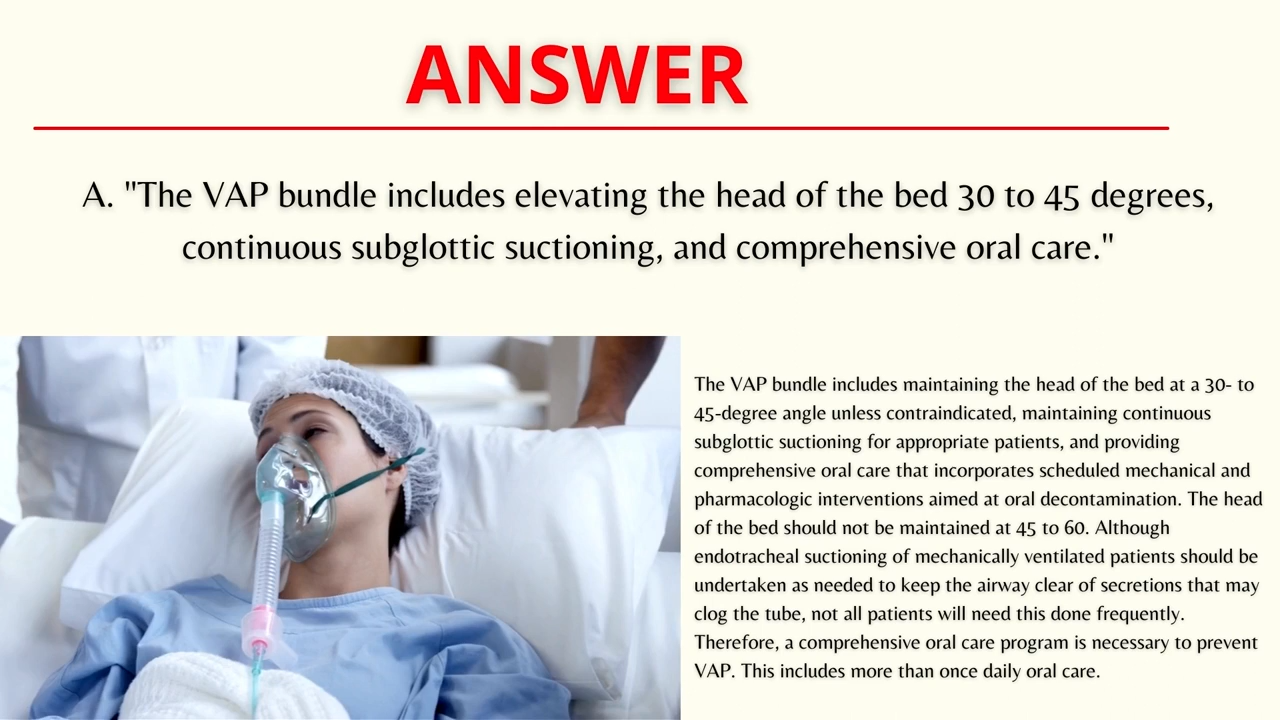 ANSWER
A. "The VAP bundle includes elevating the head of the bed 30 to 45 degrees,
continuous subglottic suctioning, and comprehensive oral care."
The VAP bundle includes maintaining the head of the bed at a 30- to
45-degree angle unless contraindicated, maintaining continuous
subglottic suctioning for appropriate patients, and providing
comprehensive oral care that incorporates scheduled mechanical and
pharmacologic interventions aimed at oral decontamination. The head
of the bed should not be maintained at 45 to 60. Although
endotracheal suctioning of mechanically ventilated patients should be
undertaken as needed to keep the airway clear of secretions that may
clog the tube, not all patients will need this done frequently.
Therefore, a comprehensive oral care program is necessary to prevent
VAP. This includes more than once daily oral care.